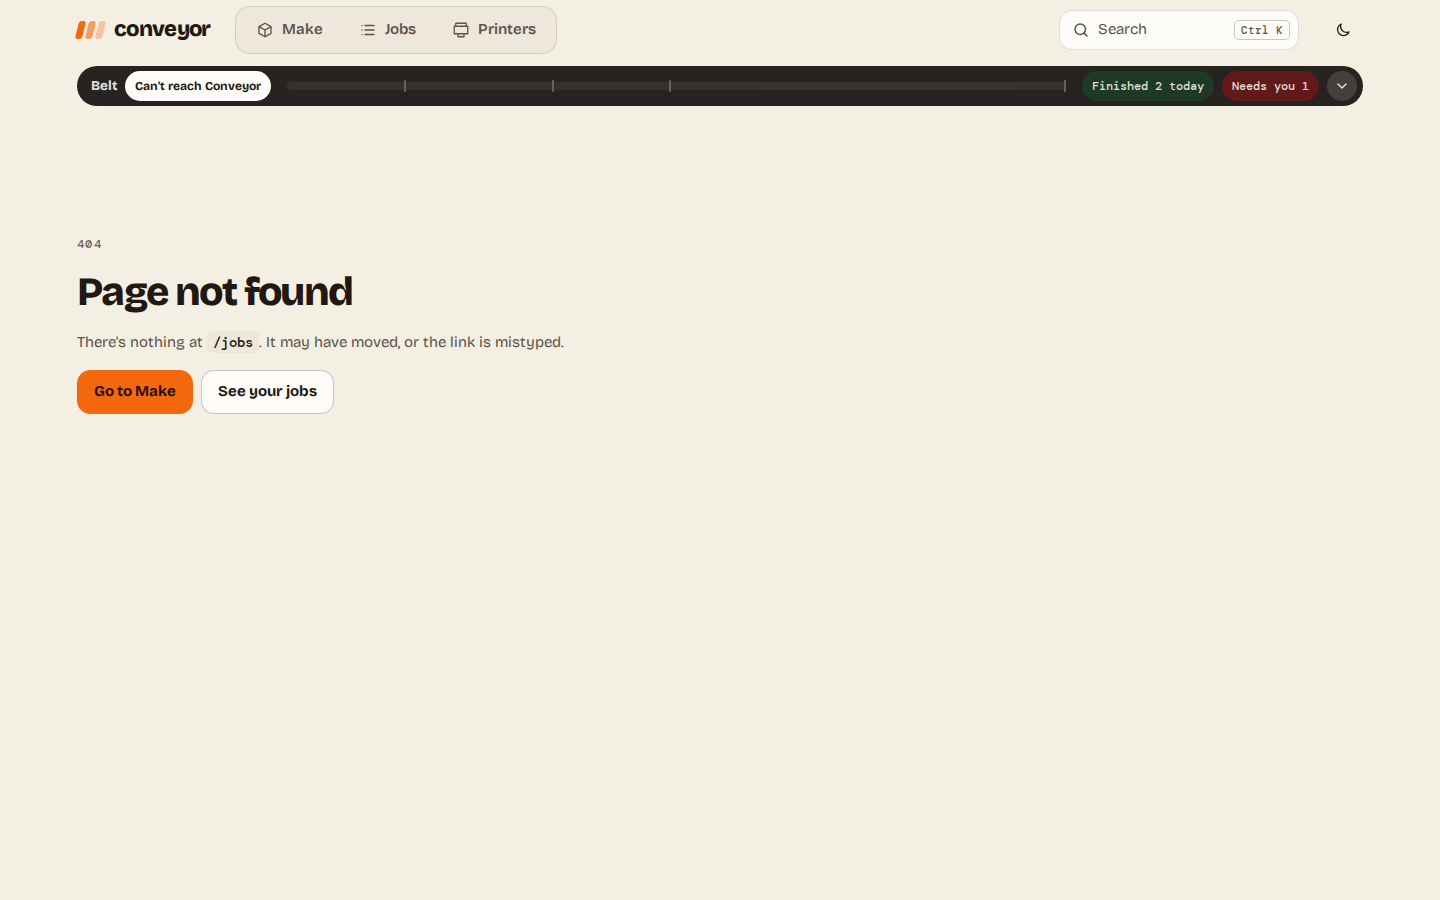 conveyor
Make
Jobs
Printers
Search
Ctrl K
Belt
Can't reach Conveyor
Finished 2 today
Needs you 1
404
Page not found
There's nothing at /jobs. It may have moved, or the link is mistyped.
Go to Make
See your jobs